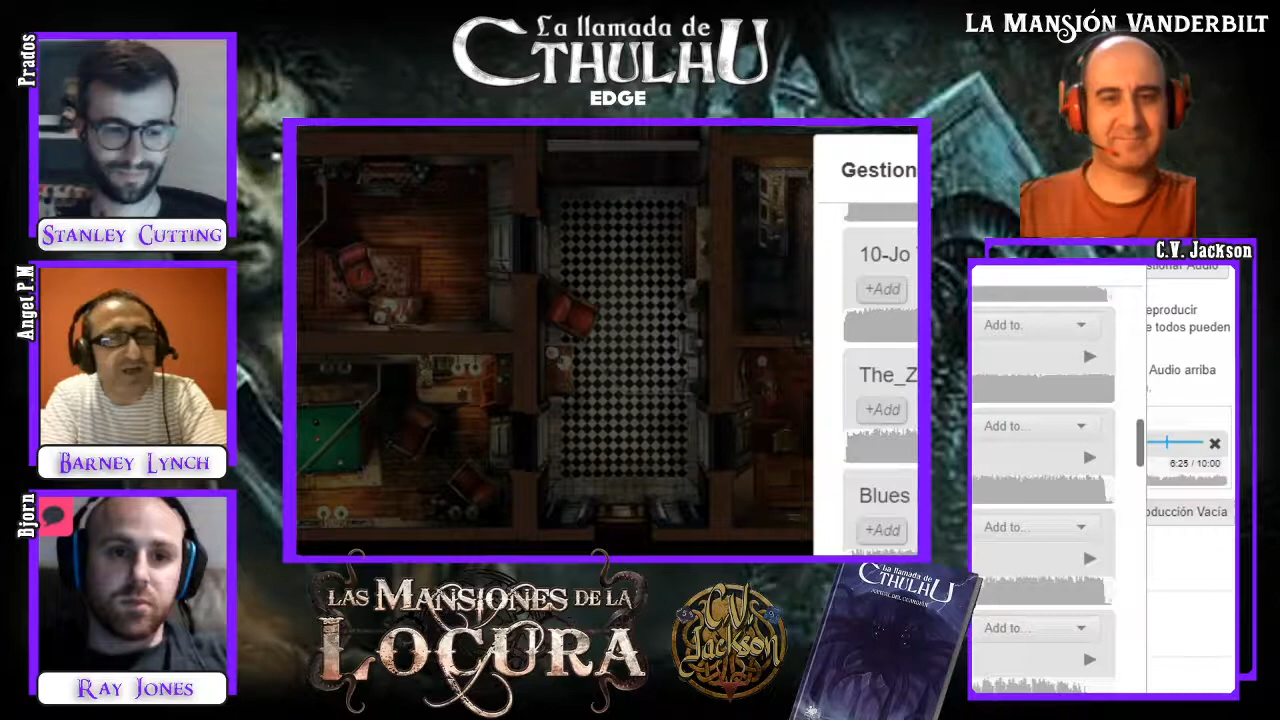 La llamada de
CTHULHU
EDGE
LA MANSIÓN VANDERBILT
Prados
STANLEY CUTTING
Angel P.M
BARNEY LYNCH
Bjorn
RAY JONES
Gestion
10-Jo
+Add
The_Z
+Add
Blues
+Add
C.V. Jackson
stionar Audio
Add to.
eproducir
e todos pueden
Audio arriba
Add to...
6:25 / 10:00
oducción Vacía
Add to...
Add to...
LAS MANSIONES DE LA
LOCURA
C.V.
Jackson
La llamada de
CTHULHU